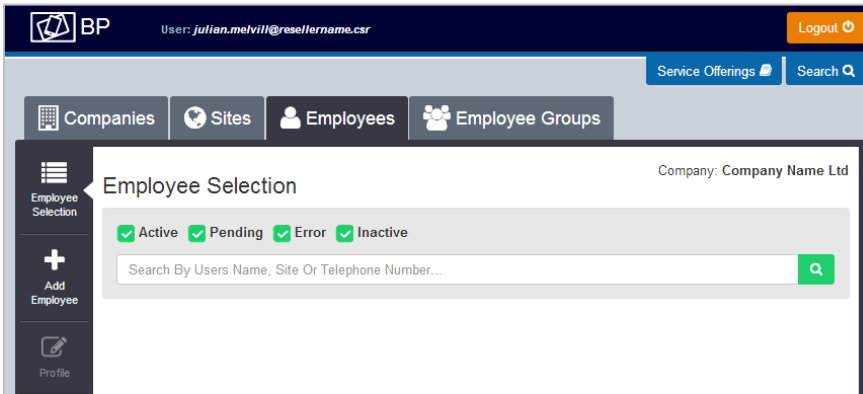 BP
User: julian.melvill@resellername.csr
Logout
Service Offerings
Search
Companies
Sites
Employees
Employee Groups
Employee
Selection
Add
Employee
Profile
Company: Company Name Ltd
Employee Selection
Active Pending Error Inactive
Search By Users Name, Site Or Telephone Number...